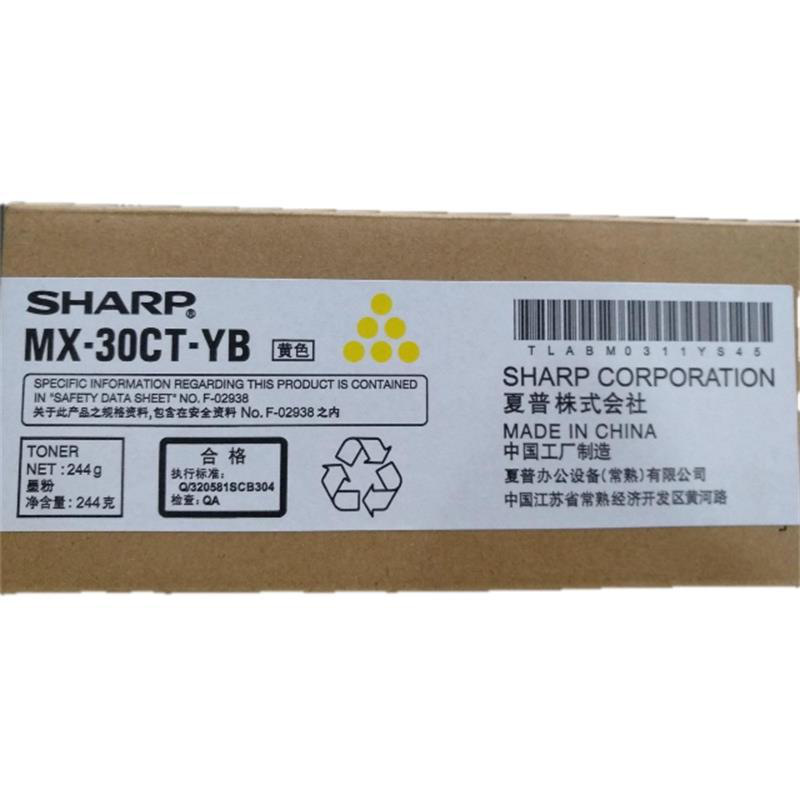 SHARP®
MX-30CT-YB 黄色
SPECIFIC INFORMATION REGARDING THIS PRODUCT IS CONTAINED
IN "SAFETY DATA SHEET" NO. F-02938
关于此产品之规格资料,包含在安全资料 No. F-02938 之内
TONER
NET : 244g
墨粉
净含量: 244克
合格
执行标准:
Q/320581SCB304
检查: QA
TLABM0311YS45
SHARP CORPORATION
夏普株式会社
MADE IN CHINA
中国工厂制造
夏普办公设备(常熟)有限公司
中国江苏省常熟经济开发区黄河路